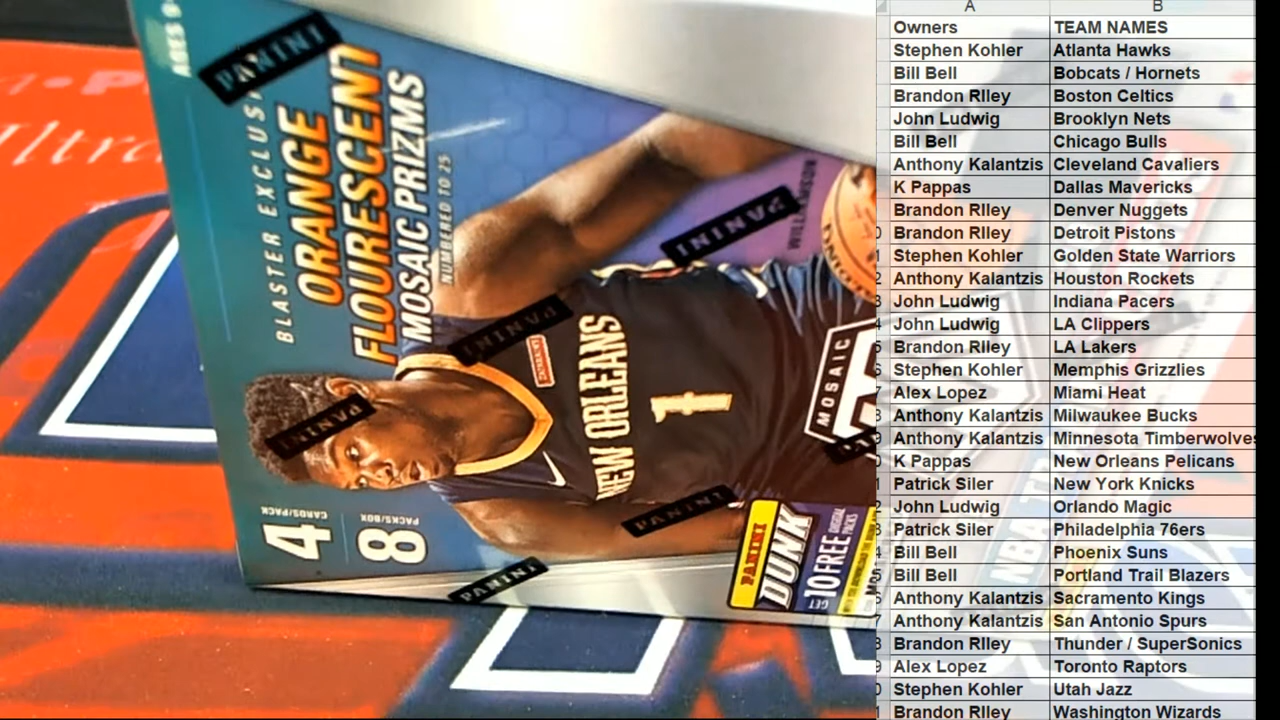 AGES 9+
PANINI
BLASTER EXCLUSI
ORANGE
FLOURESCENT
MOSAIC PRIZMS
NUMBERED TO 25
PANINI
WILLIAMSON
PANINI
PANINI
NEW ORLEANS
1
MOSAIC
4 CARDS/PACK
8 PACKS/BOX
PANINI
PANINI
PANINI
DUNK
GET 10 FREE DIGITAL PACKS
Ultra
A B
Owners TEAM NAMES
Stephen Kohler Atlanta Hawks
Bill Bell Bobcats / Hornets
Brandon RIley Boston Celtics
John Ludwig Brooklyn Nets
Bill Bell Chicago Bulls
Anthony Kalantzis Cleveland Cavaliers
K Pappas Dallas Mavericks
Brandon RIley Denver Nuggets
Brandon RIley Detroit Pistons
Stephen Kohler Golden State Warriors
Anthony Kalantzis Houston Rockets
John Ludwig Indiana Pacers
John Ludwig LA Clippers
Brandon RIley LA Lakers
Stephen Kohler Memphis Grizzlies
Alex Lopez Miami Heat
Anthony Kalantzis Milwaukee Bucks
Anthony Kalantzis Minnesota Timberwolves
K Pappas New Orleans Pelicans
Patrick Siler New York Knicks
John Ludwig Orlando Magic
Patrick Siler Philadelphia 76ers
Bill Bell Phoenix Suns
Bill Bell Portland Trail Blazers
Anthony Kalantzis Sacramento Kings
Anthony Kalantzis San Antonio Spurs
Brandon RIley Thunder / SuperSonics
Alex Lopez Toronto Raptors
Stephen Kohler Utah Jazz
Brandon RIley Washington Wizards